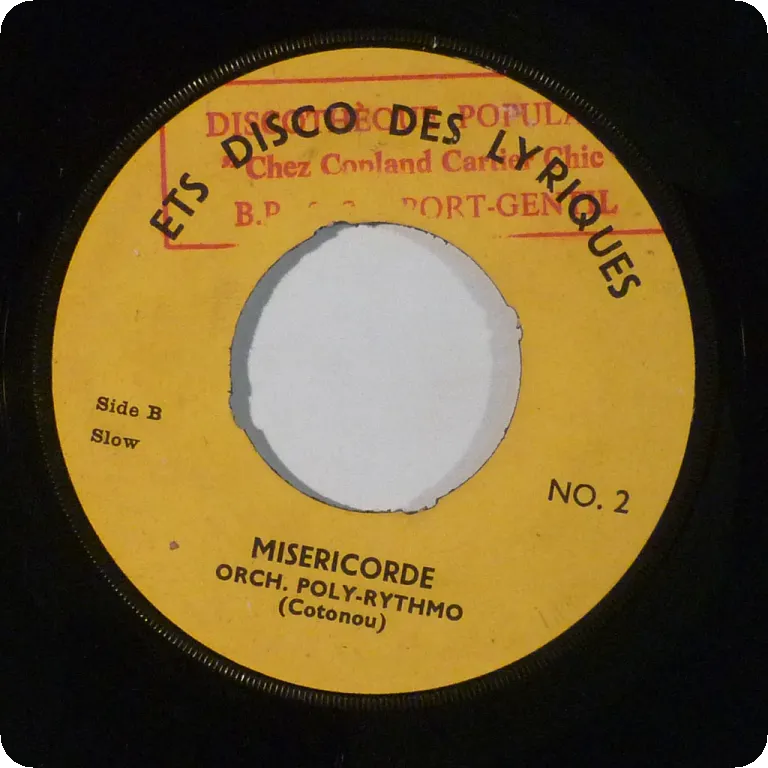 ETS DISCO DES LYRIQUES
DISCOTHÈQUE
Chez Copland Cartier Chic
B.P. PORT-GENTIL
Side B
Slow
NO. 2
MISERICORDE
ORCH. POLY-RYTHMO
(Cotonou)